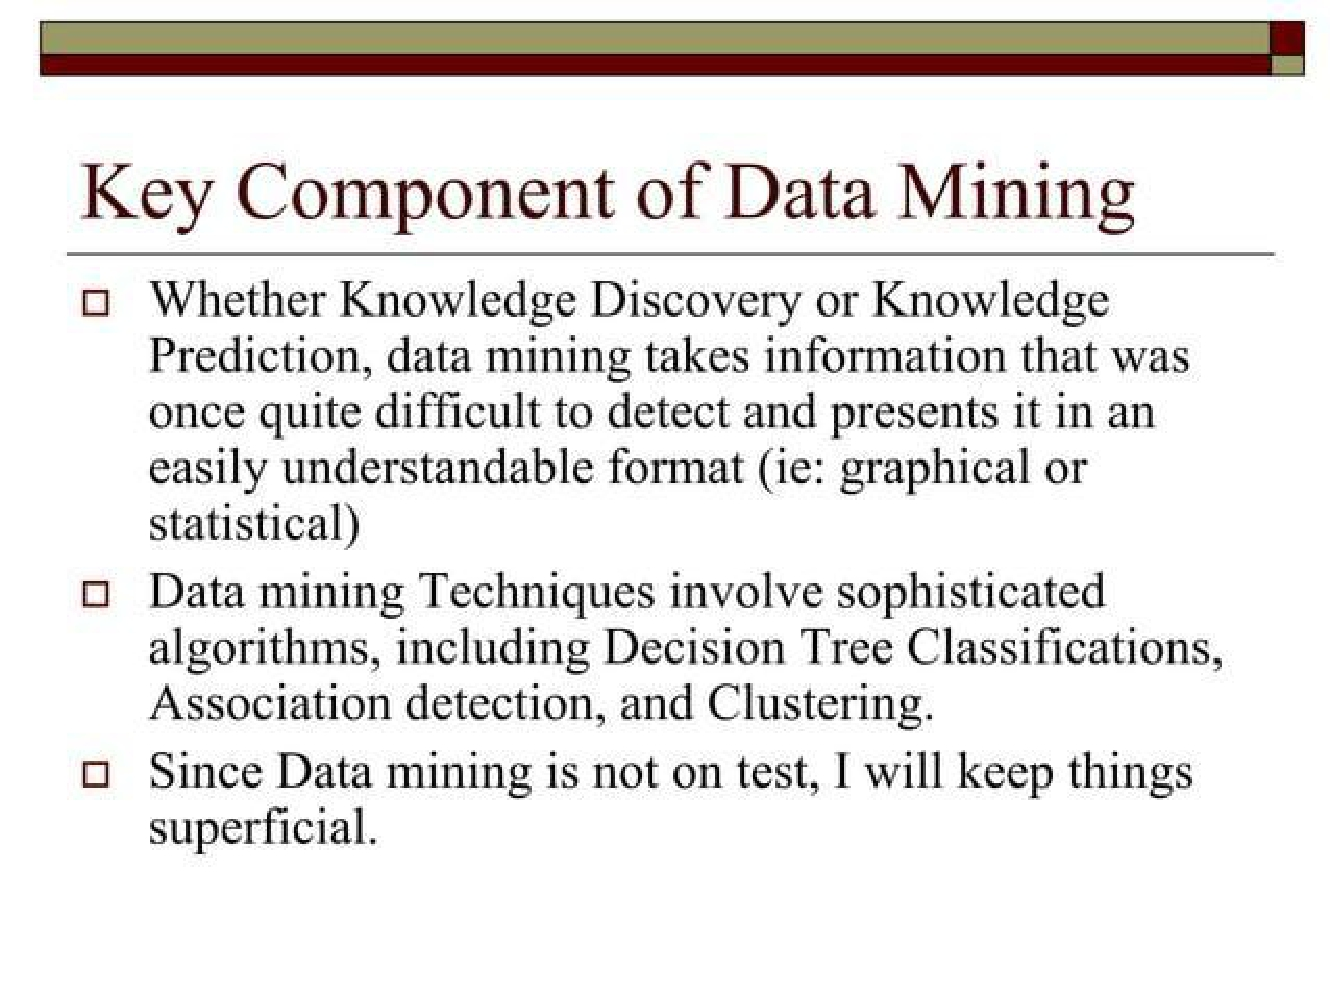 Key Component of Data Mining
Whether Knowledge Discovery or Knowledge
Prediction, data mining takes information that was
once quite difficult to detect and presents it in an
easily understandable format (ie: graphical or
statistical)
Data mining Techniques involve sophisticated
algorithms, including Decision Tree Classifications,
Association detection, and Clustering.
Since Data mining is not on test, I will keep things
superficial.